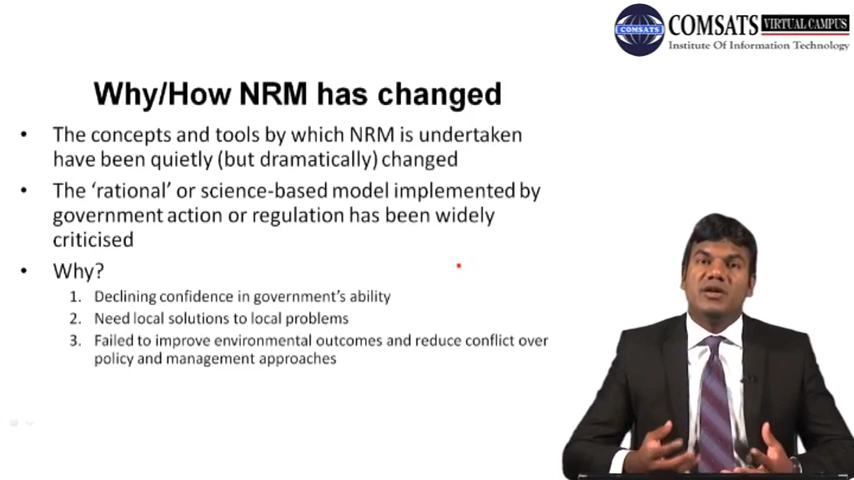 COMSATS
COMSATS VIRTUAL CAMPUS
Institute Of Information Technology
Why/How NRM has changed
• The concepts and tools by which NRM is undertaken
have been quietly (but dramatically) changed
• The ‘rational’ or science-based model implemented by
government action or regulation has been widely
criticised
• Why?
1. Declining confidence in government’s ability
2. Need local solutions to local problems
3. Failed to improve environmental outcomes and reduce conflict over
policy and management approaches